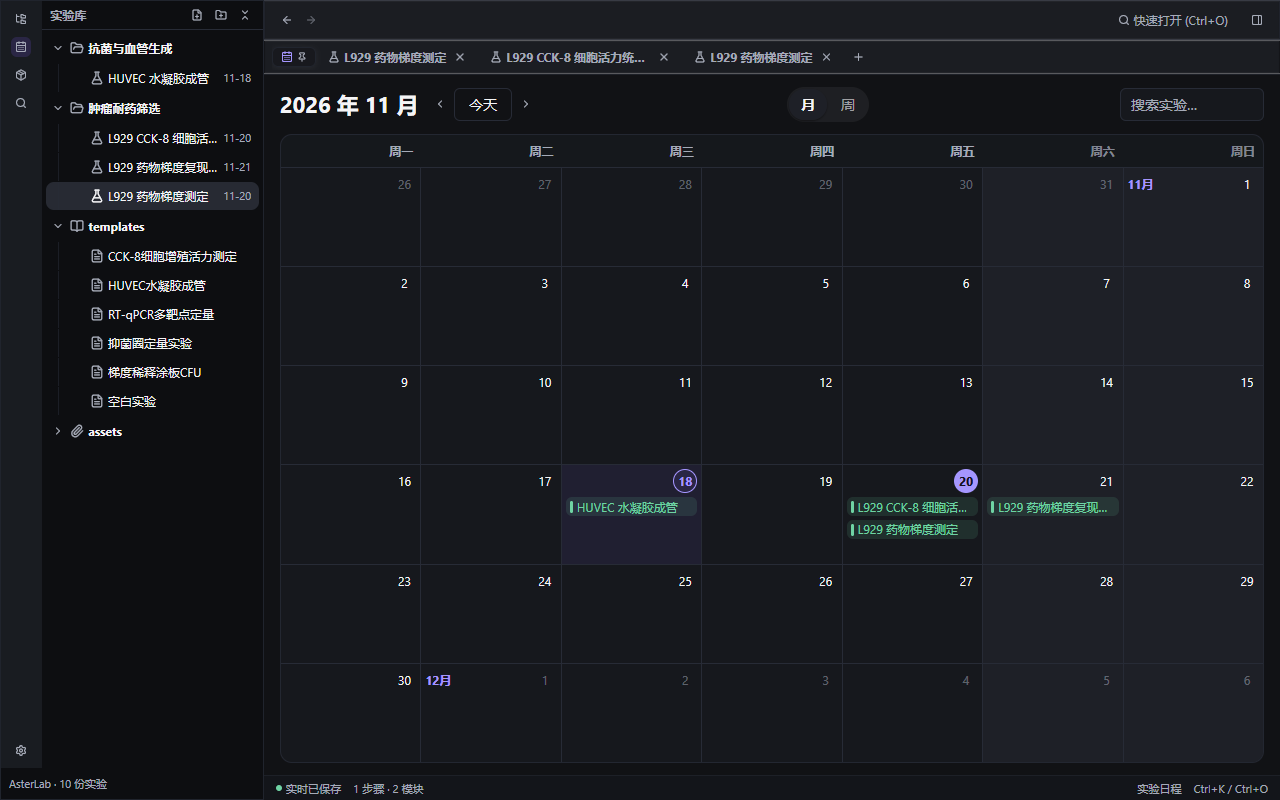 实验库
快速打开 (Ctrl+O)
抗菌与血管生成
HUVEC 水凝胶成管 11-18
肿瘤耐药筛选
L929 CCK-8 细胞活... 11-20
L929 药物梯度复现... 11-21
L929 药物梯度测定 11-20
templates
CCK-8细胞增殖活力测定
HUVEC水凝胶成管
RT-qPCR多靶点定量
抑菌圈定量实验
梯度稀释涂板CFU
空白实验
assets
AsterLab · 10 份实验
L929 药物梯度测定 L929 CCK-8 细胞活力统... L929 药物梯度测定
2026 年 11 月 今天 月 周 搜索实验...
周一 周二 周三 周四 周五 周六 周日
26 27 28 29 30 31 11月 1
2 3 4 5 6 7 8
9 10 11 12 13 14 15
16 17 18 19 20 21 22
HUVEC 水凝胶成管 L929 CCK-8 细胞活... L929 药物梯度复现...
L929 药物梯度测定
23 24 25 26 27 28 29
30 12月 1 2 3 4 5 6
实时已保存 1 步骤 · 2 模块 实验日程 Ctrl+K / Ctrl+O